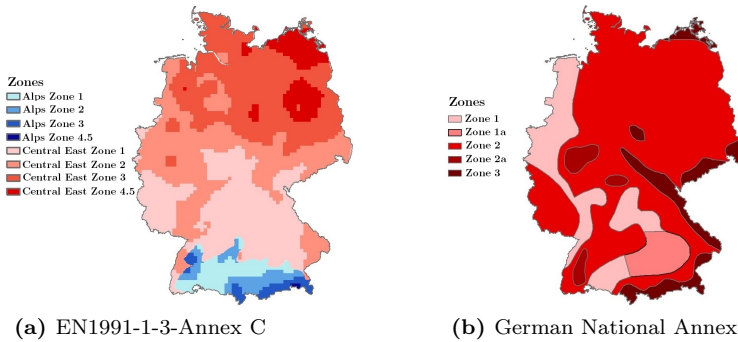 Zones
Alps Zone 1
Alps Zone 2
Alps Zone 3
Alps Zone 4.5
Central East Zone 1
Central East Zone 2
Central East Zone 3
Central East Zone 4.5
(a) EN1991-1-3-Annex C
Zones
Zone 1
Zone 1a
Zone 2
Zone 2a
Zone 3
(b) German National Annex